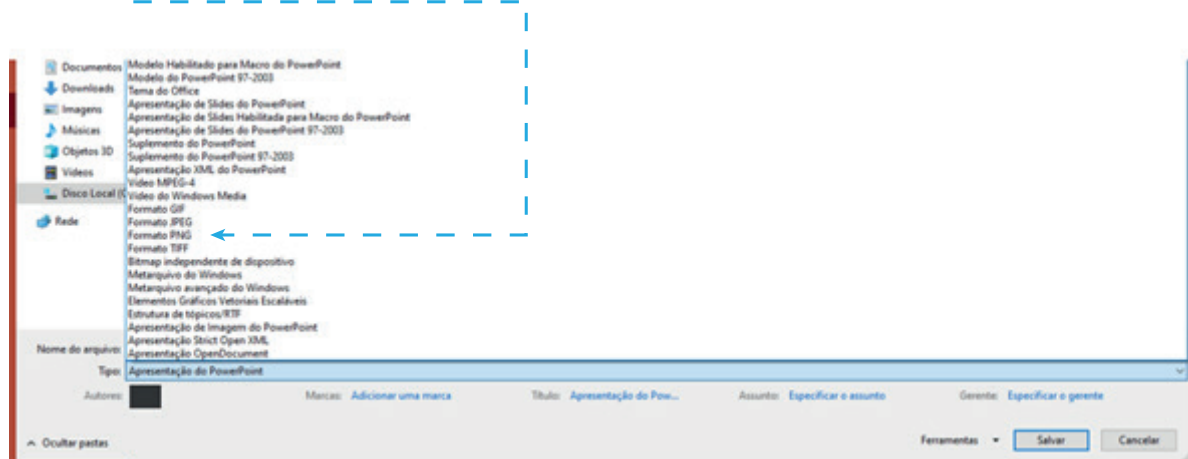 Documentos
Downloads
Imagens
Músicas
Objetos 3D
Vídeos
Disco Local (C
Rede
Modelo Habilitado para Macro do PowerPoint
Modelo do PowerPoint 97-2003
Tema do Office
Apresentação de Slides do PowerPoint
Apresentação de Slides Habilitada para Macro do PowerPoint
Apresentação de Slides do PowerPoint 97-2003
Suplemento do PowerPoint
Suplemento do PowerPoint 97-2003
Apresentação XML do PowerPoint
Vídeo MPEG-4
Vídeo do Windows Media
Formato GIF
Formato JPEG
Formato PNG
Formato TIFF
Bitmap independente de dispositivo
Metarquivo do Windows
Metarquivo avançado do Windows
Elementos Gráficos Vetoriais Escaláveis
Estrutura de tópicos/RTF
Apresentação de Imagem do PowerPoint
Apresentação Strict Open XML
Apresentação OpenDocument
Nome do arquivo:
Tipo: Apresentação do PowerPoint
Autores: Marcas: Adicionar uma marca Título: Apresentação do Pow... Assunto: Especificar o assunto Gerente: Especificar o gerente
Ocultar pastas Ferramentas Salvar Cancelar